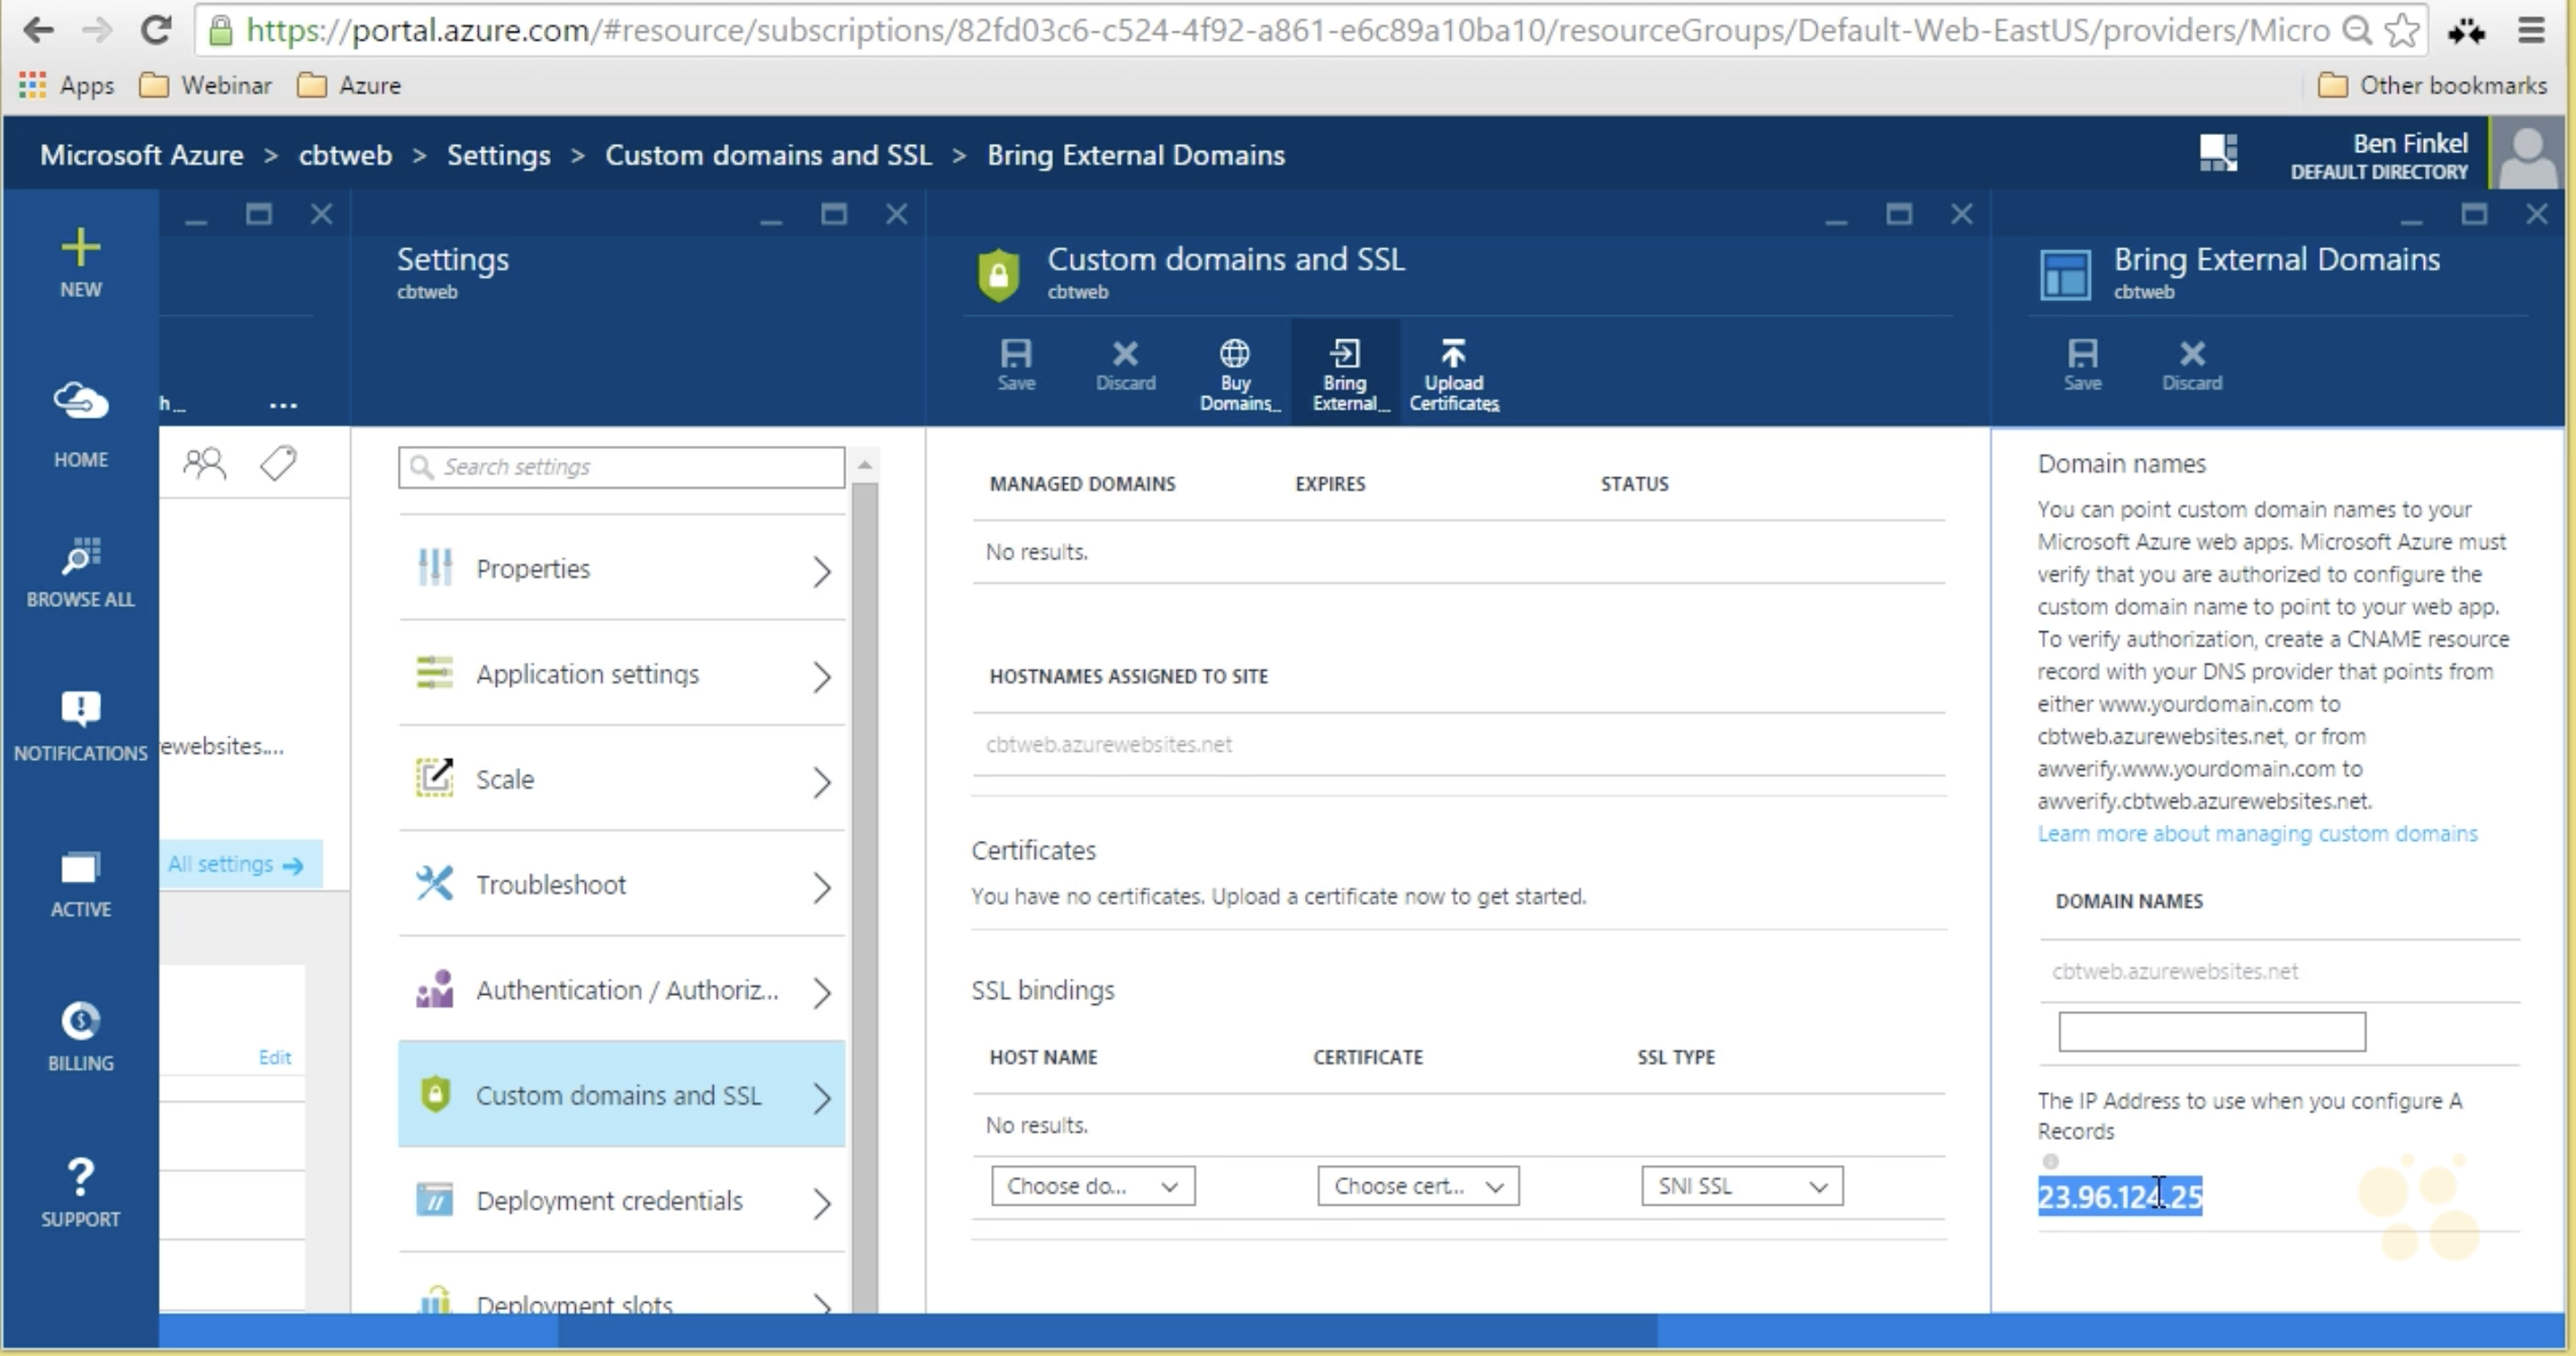 https://portal.azure.com/#resource/subscriptions/82fd03c6-c524-4f92-a861-e6c89a10ba10/resourceGroups/Default-Web-EastUS/providers/Micro
Apps
Webinar
Azure
Other bookmarks
Microsoft Azure > cbtweb > Settings > Custom domains and SSL > Bring External Domains
Ben Finkel
DEFAULT DIRECTORY
NEW
HOME
BROWSE ALL
NOTIFICATIONS
ACTIVE
BILLING
SUPPORT
h_
...
ewebsites....
All settings
Edit
Settings
cbtweb
Search settings
Properties
Application settings
Scale
Troubleshoot
Authentication / Authoriz...
Custom domains and SSL
Deployment credentials
Deployment slots
Custom domains and SSL
cbtweb
Save
Discard
Buy
Domains_
Bring
External_
Upload
Certificates
MANAGED DOMAINS EXPIRES STATUS
No results.
HOSTNAMES ASSIGNED TO SITE
cbtweb.azurewebsites.net
Certificates
You have no certificates. Upload a certificate now to get started.
SSL bindings
HOST NAME CERTIFICATE SSL TYPE
No results.
Choose do... Choose cert... SNI SSL
Bring External Domains
cbtweb
Save
Discard
Domain names
You can point custom domain names to your
Microsoft Azure web apps. Microsoft Azure must
verify that you are authorized to configure the
custom domain name to point to your web app.
To verify authorization, create a CNAME resource
record with your DNS provider that points from
either www.yourdomain.com to
cbtweb.azurewebsites.net, or from
awverify.www.yourdomain.com to
awverify.cbtweb.azurewebsites.net.
Learn more about managing custom domains
DOMAIN NAMES
cbtweb.azurewebsites.net
The IP Address to use when you configure A
Records
23.96.124.25